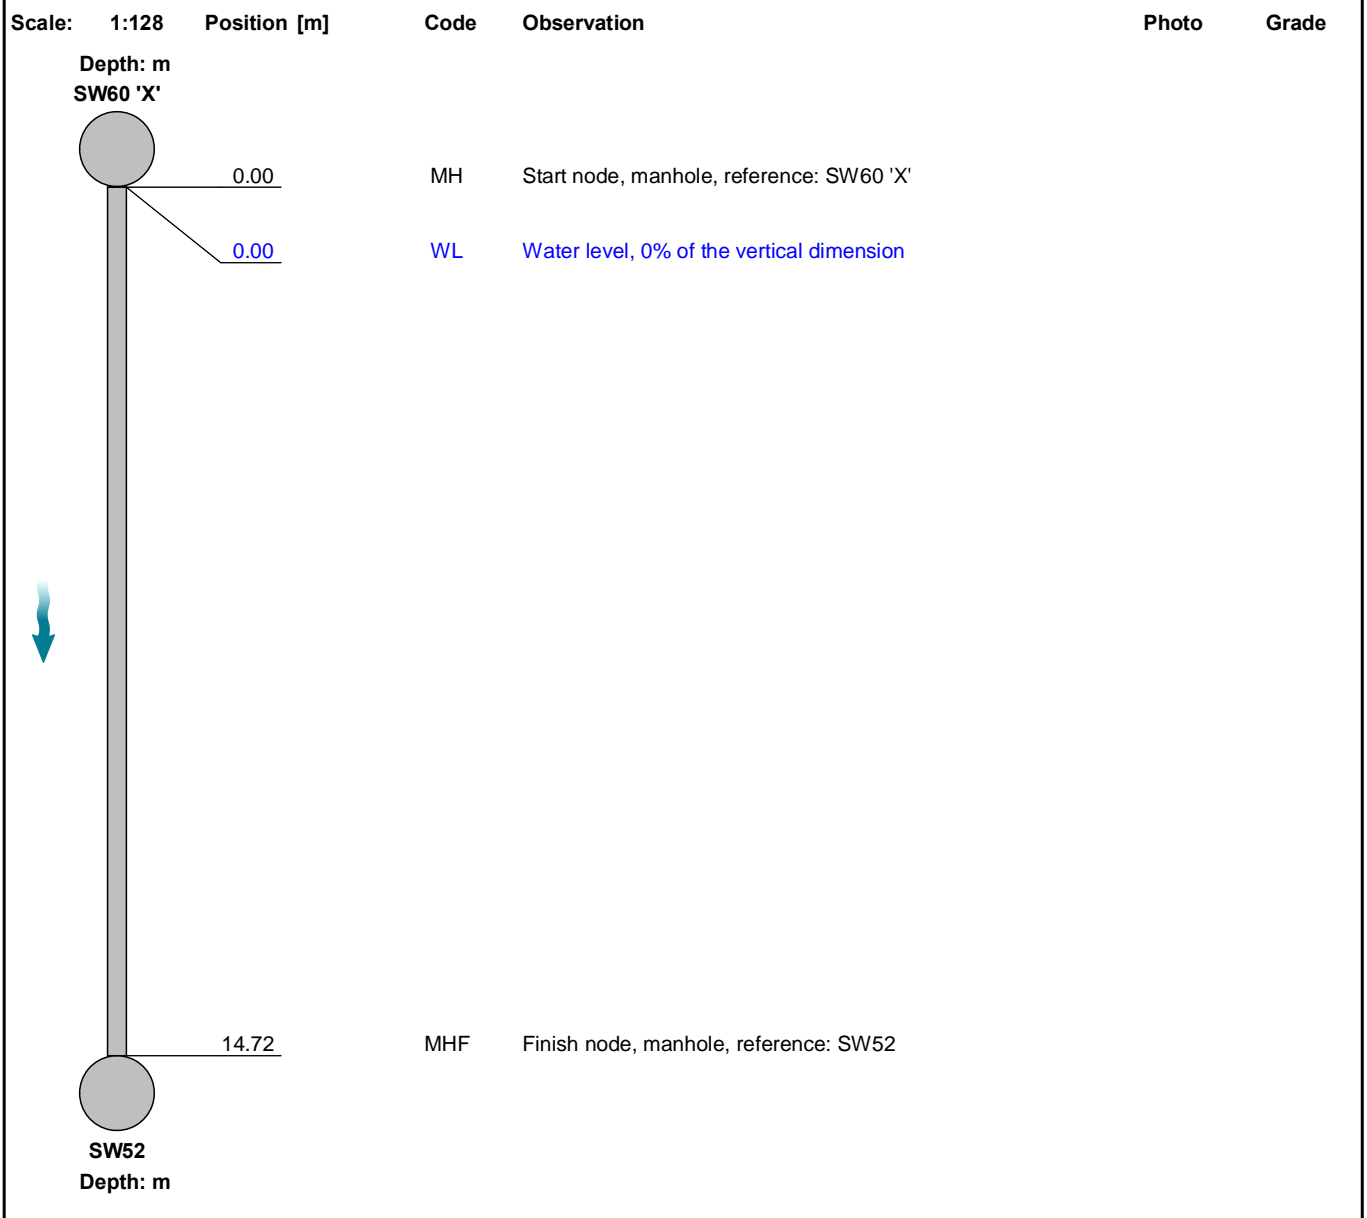 Scale: 1:128 Position [m] Code Observation Photo Grade
Depth: m
SW60 'X'
0.00 MH Start node, manhole, reference: SW60 'X'
0.00 WL Water level, 0% of the vertical dimension
14.72 MHF Finish node, manhole, reference: SW52
SW52
Depth: m